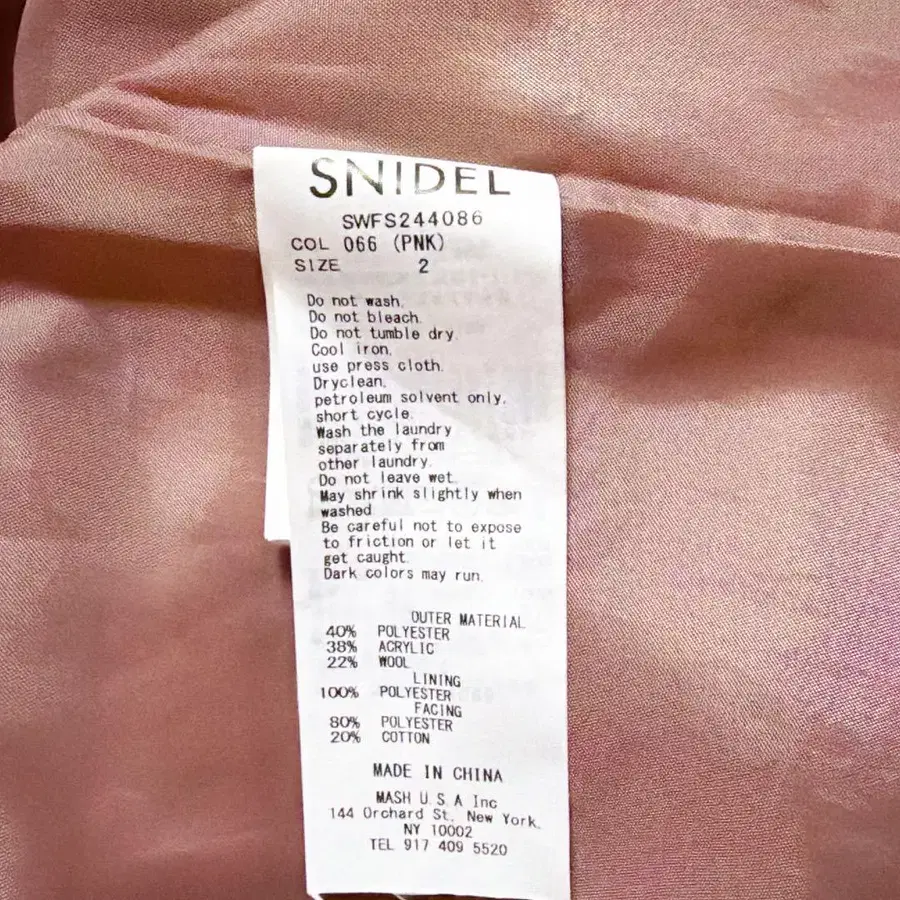 SNIDEL
SWFS244086
COL 066 (PNK)
SIZE 2
Do not wash.
Do not bleach.
Do not tumble dry.
Cool iron.
use press cloth.
Dryclean.
petroleum solvent only.
short cycle.
Wash the laundry
separately from
other laundry.
Do not leave wet.
May shrink slightly when
washed
Be careful not to expose
to friction or let it
get caught.
Dark colors may run.
OUTER MATERIAL
40% POLYESTER
38% ACRYLIC
22% WOOL
LINING
100% POLYESTER
FACING
80% POLYESTER
20% COTTON
MADE IN CHINA
MASH U.S.A Inc
144 Orchard St, New York,
NY 10002
TEL 917 409 5520